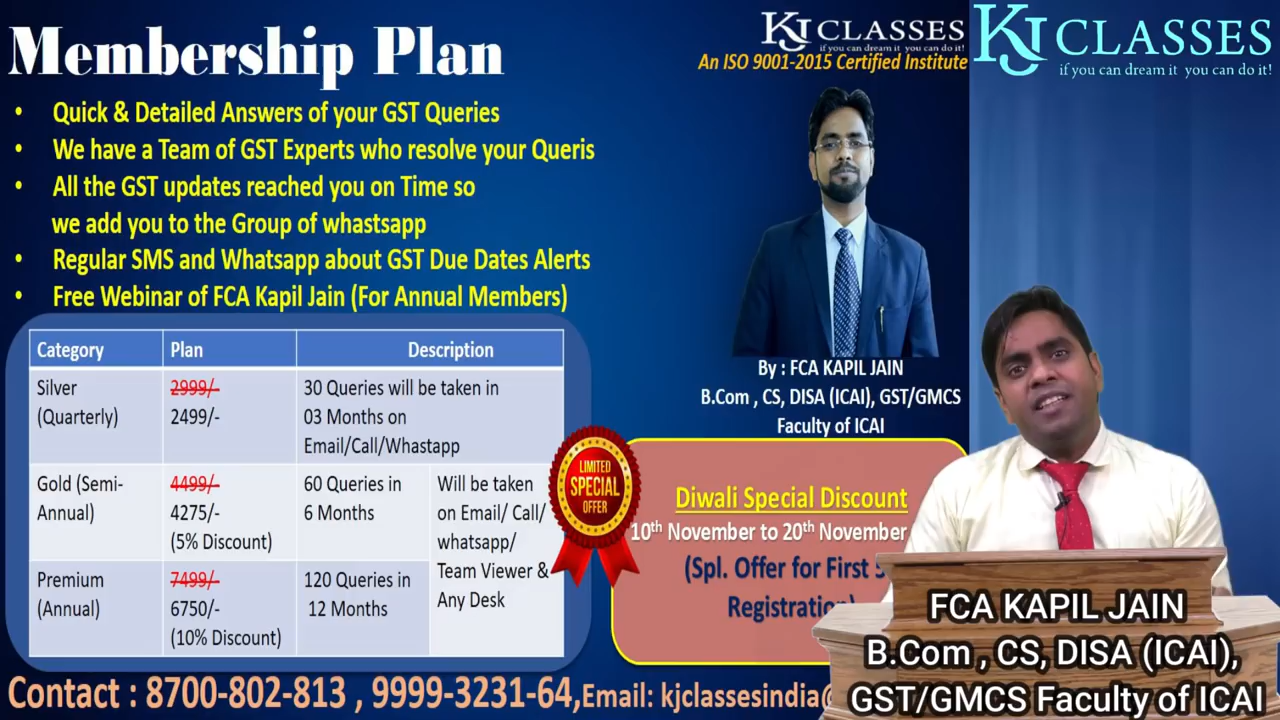 Membership Plan
KJ CLASSES
if you can dream it you can do it!
An ISO 9001-2015 Certified Institute
KJ CLASSES
if you can dream it you can do it!
• Quick & Detailed Answers of your GST Queries
• We have a Team of GST Experts who resolve your Queris
• All the GST updates reached you on Time so
we add you to the Group of whastsapp
• Regular SMS and Whatsapp about GST Due Dates Alerts
• Free Webinar of FCA Kapil Jain (For Annual Members)
By : FCA KAPIL JAIN
B.Com , CS, DISA (ICAI), GST/GMCS
Faculty of ICAI
Category Plan Description
Silver
(Quarterly)
2999/-
2499/-
30 Queries will be taken in
03 Months on
Email/Call/Whastapp
Gold (Semi-
Annual)
4499/-
4275/-
(5% Discount)
60 Queries in
6 Months
Will be taken
on Email/ Call/
whatsapp/
Team Viewer &
Any Desk
Premium
(Annual)
7499/-
6750/-
(10% Discount)
120 Queries in
12 Months
LIMITED
SPECIAL
OFFER
Diwali Special Discount
10th November to 20th November
(Spl. Offer for First
Registration)
FCA KAPIL JAIN
B.Com , CS, DISA (ICAI),
GST/GMCS Faculty of ICAI
Contact : 8700-802-813 , 9999-3231-64,Email: kjclassesindia@